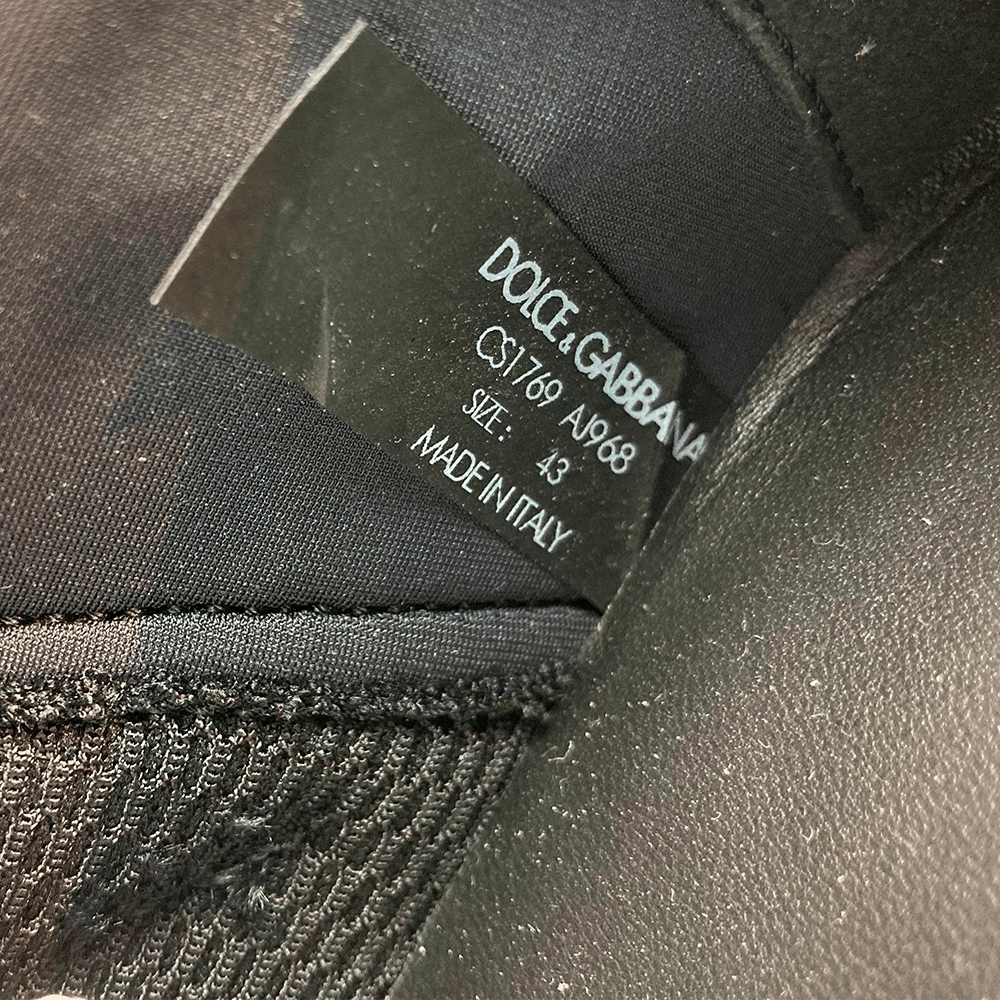 DOLCE&GABBANA
CS1769 AJ968
SIZE: 43
MADE IN ITALY